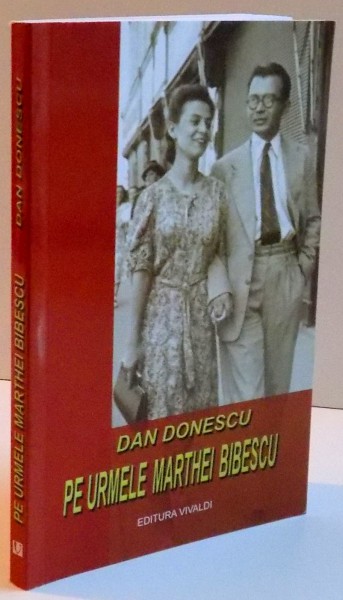 PE URMELE MARTHEI BIBESCU DAN DONESCU
DAN DONESCU
PE URMELE MARTHEI BIBESCU
EDITURA VIVALDI